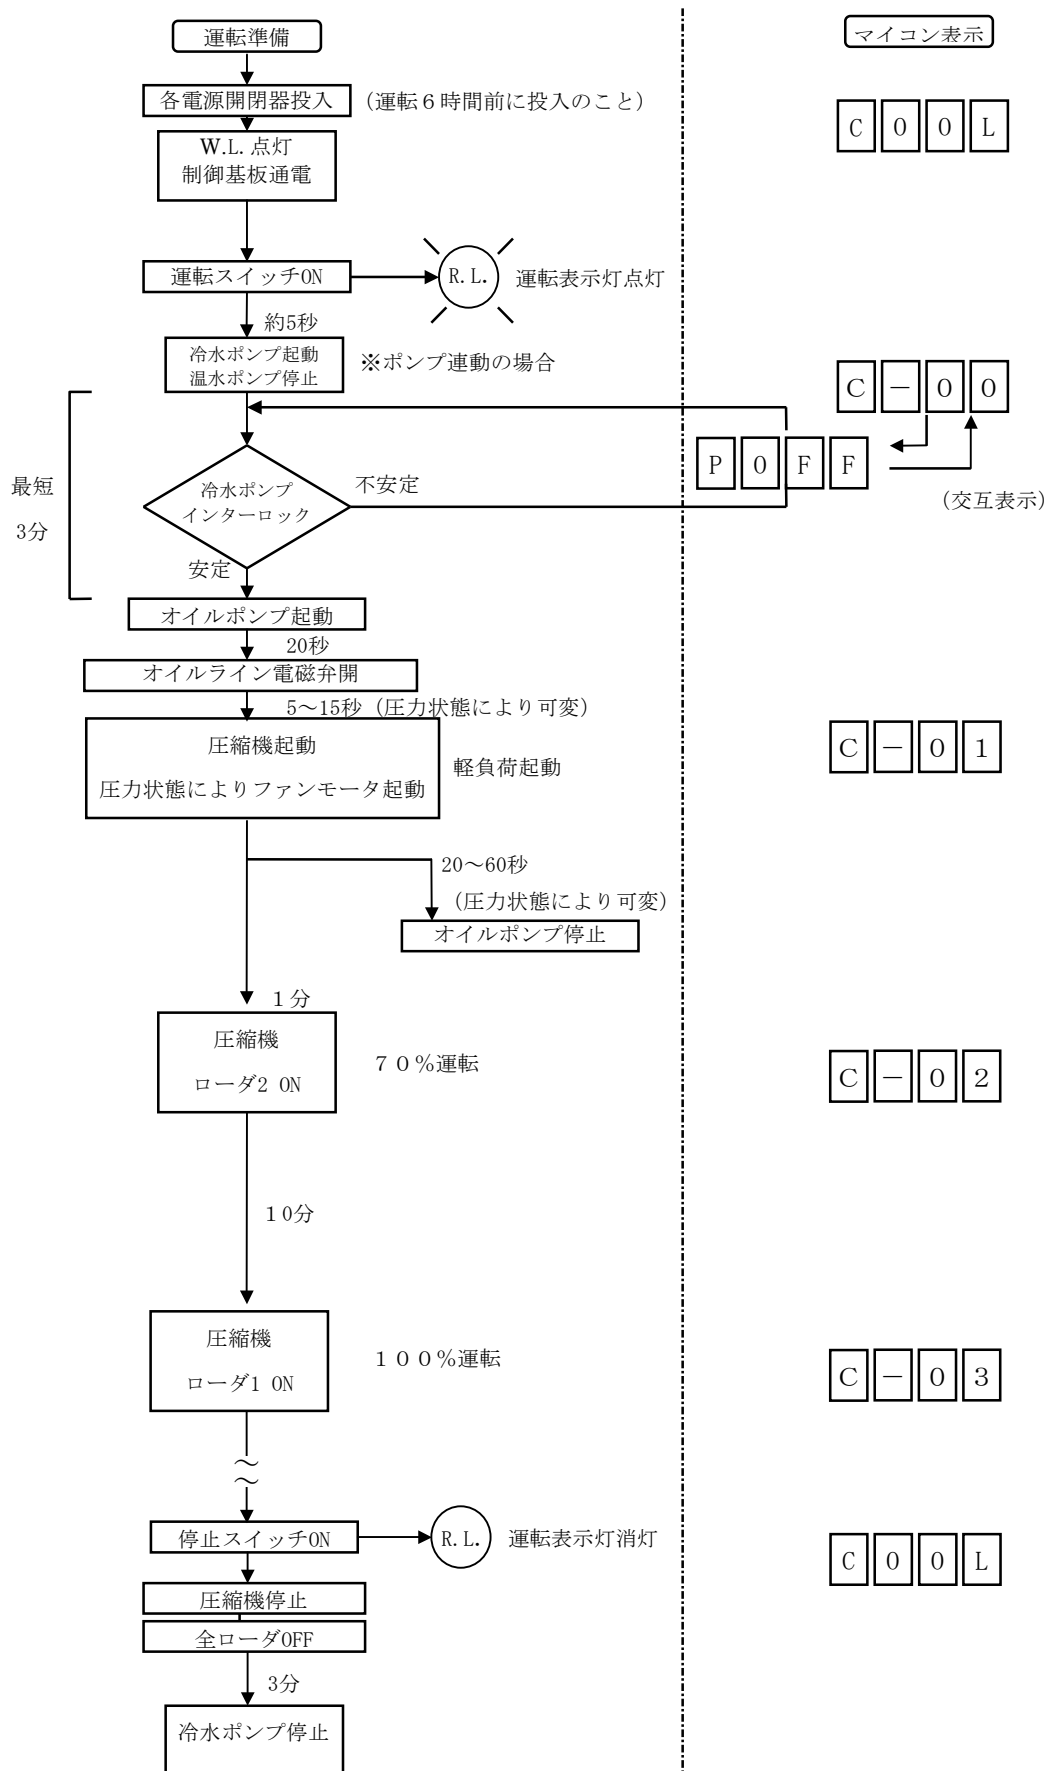 運転準備
マイコン表示
各電源開閉器投入
(運転６時間前に投入のこと)
C O O L
W.L.点灯
制御基板通電
運転スイッチON
R.L.
運転表示灯点灯
約5秒
冷水ポンプ起動
温水ポンプ停止
※ポンプ連動の場合
C － 0 0
P O F F
(交互表示)
最短
3分
冷水ポンプ
インターロック
不安定
安定
オイルポンプ起動
20秒
オイルライン電磁弁開
5～15秒 (圧力状態により可変)
圧縮機起動
圧力状態によりファンモータ起動
軽負荷起動
C － 0 1
20～60秒
(圧力状態により可変)
オイルポンプ停止
１分
圧縮機
ローダ2 ON
７０％運転
C － 0 2
１0分
圧縮機
ローダ1 ON
１００％運転
C － 0 3
～
～
停止スイッチON
R.L.
運転表示灯消灯
C O O L
圧縮機停止
全ローダOFF
3分
冷水ポンプ停止